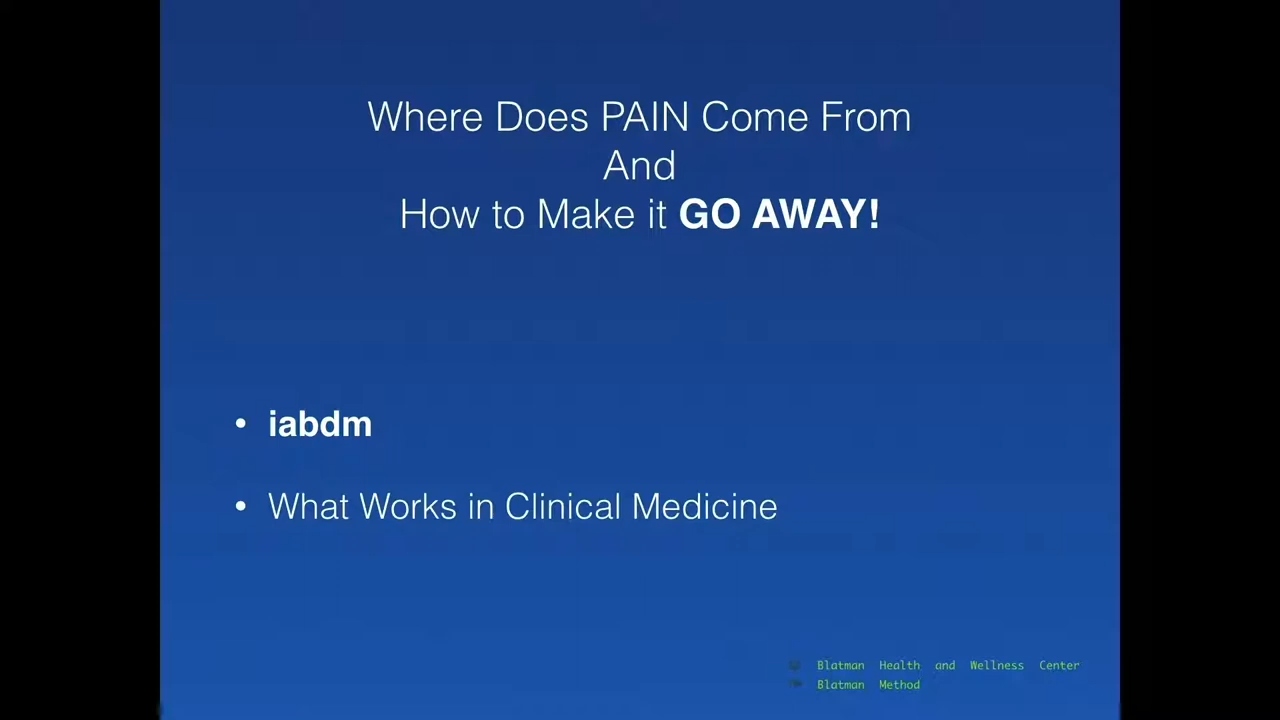 Where Does PAIN Come From
And
How to Make it GO AWAY!
• iabdm
• What Works in Clinical Medicine
Blatman Health and Wellness Center
Blatman Method